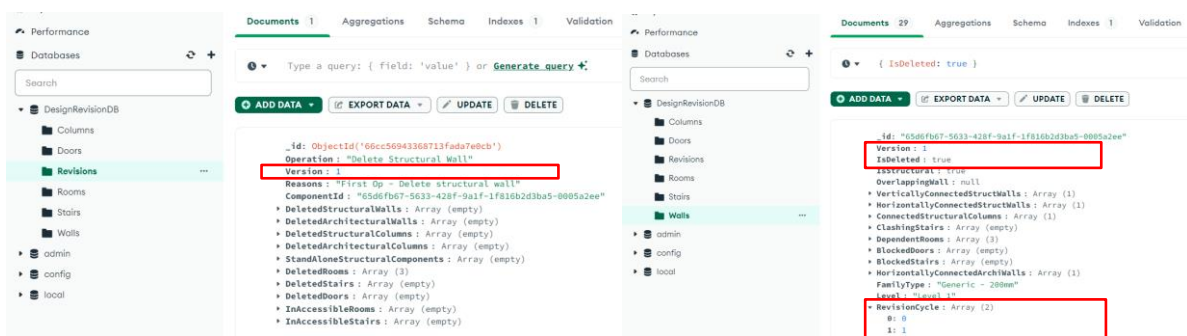 Performance
Databases
Search
DesignRevisionDB
Columns
Doors
Revisions
Rooms
Stairs
Walls
admin
config
local
Documents 1 Aggregations Schema Indexes 1 Validation
Type a query: { field: 'value' } or Generate query
ADD DATA EXPORT DATA UPDATE DELETE
_id: ObjectId('66cc56943368713fada7e0cb')
Operation : "Delete Structural Wall"
Version : 1
Reasons : "First Op - Delete structural wall"
ComponentId : "65d6fb67-5633-428f-9a1f-1f816b2d3ba5-0005a2ee"
DeletedStructuralWalls : Array (empty)
DeletedArchitecturalWalls : Array (empty)
DeletedStructuralColumns : Array (empty)
DeletedArchitecturalColumns : Array (empty)
StandAloneStructuralComponents : Array (empty)
DeletedRooms : Array (3)
DeletedStairs : Array (empty)
DeletedDoors : Array (empty)
InAccessibleRooms : Array (empty)
InAccessibleStairs : Array (empty)
Performance
Databases
Search
DesignRevisionDB
Columns
Doors
Revisions
Rooms
Stairs
Walls
admin
config
local
Documents 29 Aggregations Schema Indexes 1 Validation
{ IsDeleted: true }
ADD DATA EXPORT DATA UPDATE DELETE
_id: "65d6fb67-5633-428f-9a1f-1f816b2d3ba5-0005a2ee"
Version : 1
IsDeleted : true
IsStructural : true
OverlappingWall : null
VerticallyConnectedStructWalls : Array (1)
HorizontallyConnectedStructWalls : Array (1)
ConnectedStructuralColumns : Array (1)
ClashingStairs : Array (empty)
DependentRooms : Array (3)
BlockedDoors : Array (empty)
BlockedStairs : Array (empty)
HorizontallyConnectedArchiWalls : Array (1)
FamilyType : "Generic - 200mm"
Level : "Level 1"
RevisionCycle : Array (2)
0: 0
1: 1